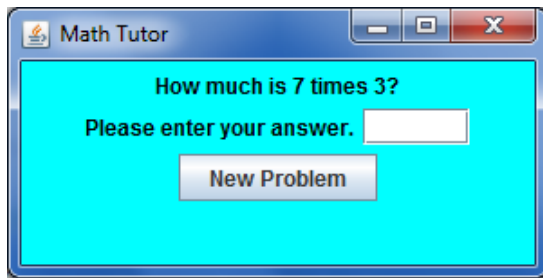 Math Tutor
How much is 7 times 3?
Please enter your answer.
New Problem